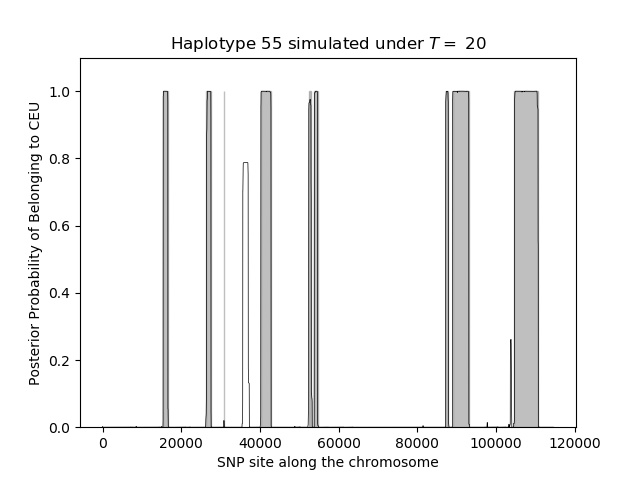 Haplotype 55 simulated under T = 20
Posterior Probability of Belonging to CEU
1.0
0.8
0.6
0.4
0.2
0.0
0 20000 40000 60000 80000 100000 120000
SNP site along the chromosome